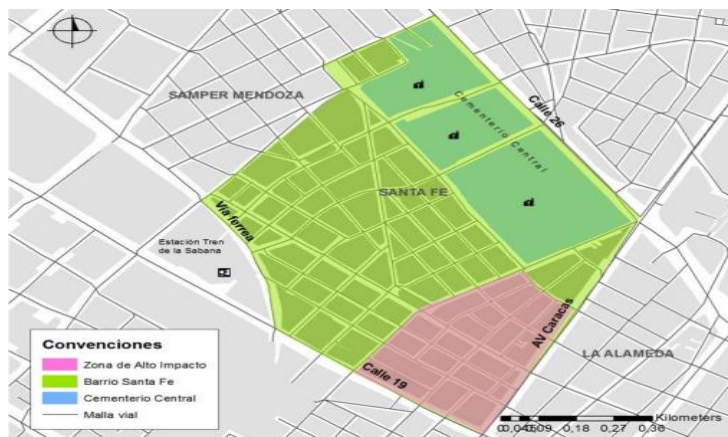 SAMPER MENDOZA
Calle 26
Cementerio Central
SANTA FE
Vía ferrea
Estación Tren
de la Sabana
AV Caracas
LA ALAMEDA
Calle 19
Convenciones
Zona de Alto Impacto
Barrio Santa Fe
Cementerio Central
Malla vial
Kilometers
0,18 0,27 0,36